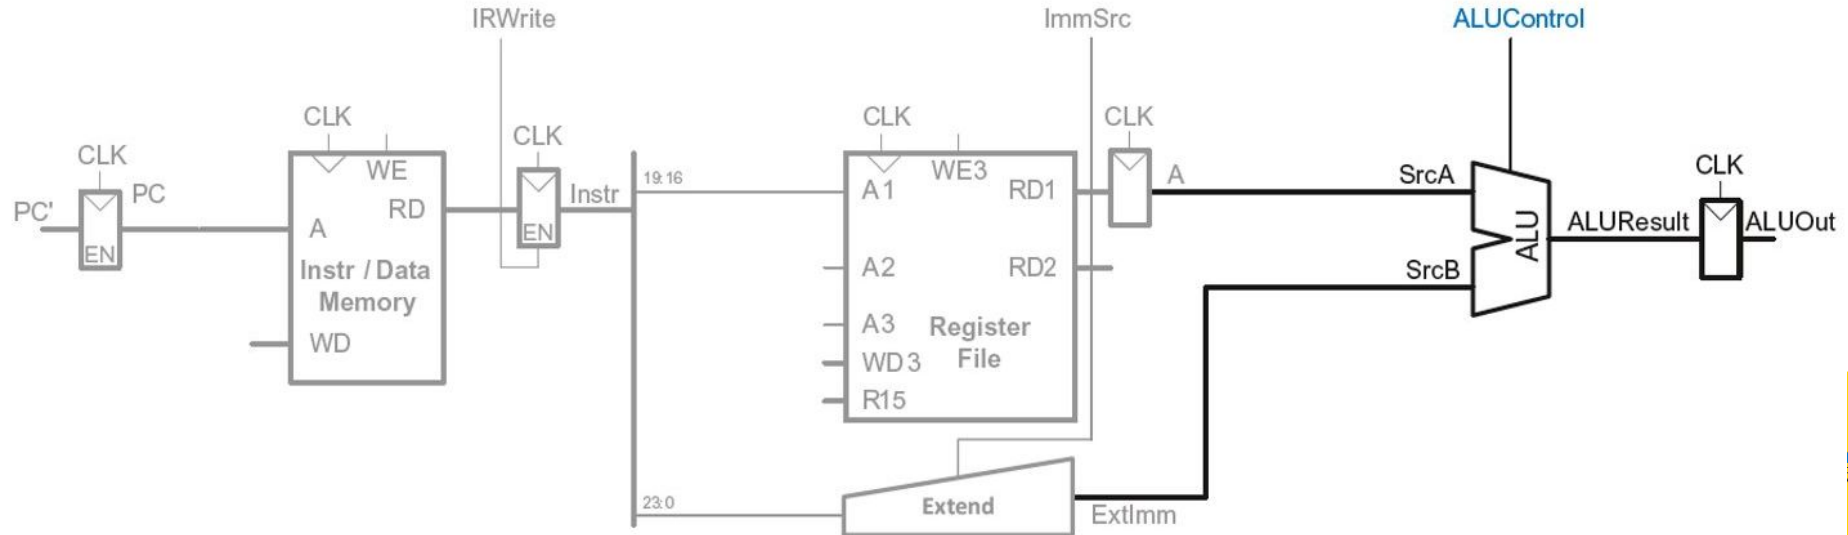 IRWrite
ImmSrc
ALUControl
CLK
CLK
CLK
CLK
CLK
CLK
PC'
PC
EN
WE
RD
A
Instr / Data
Memory
WD
EN
Instr
19:16
A1
WE3
RD1
A
SrcA
ALU
ALUResult
ALUOut
A2
RD2
SrcB
A3
Register
File
WD3
R15
23:0
Extend
ExtImm